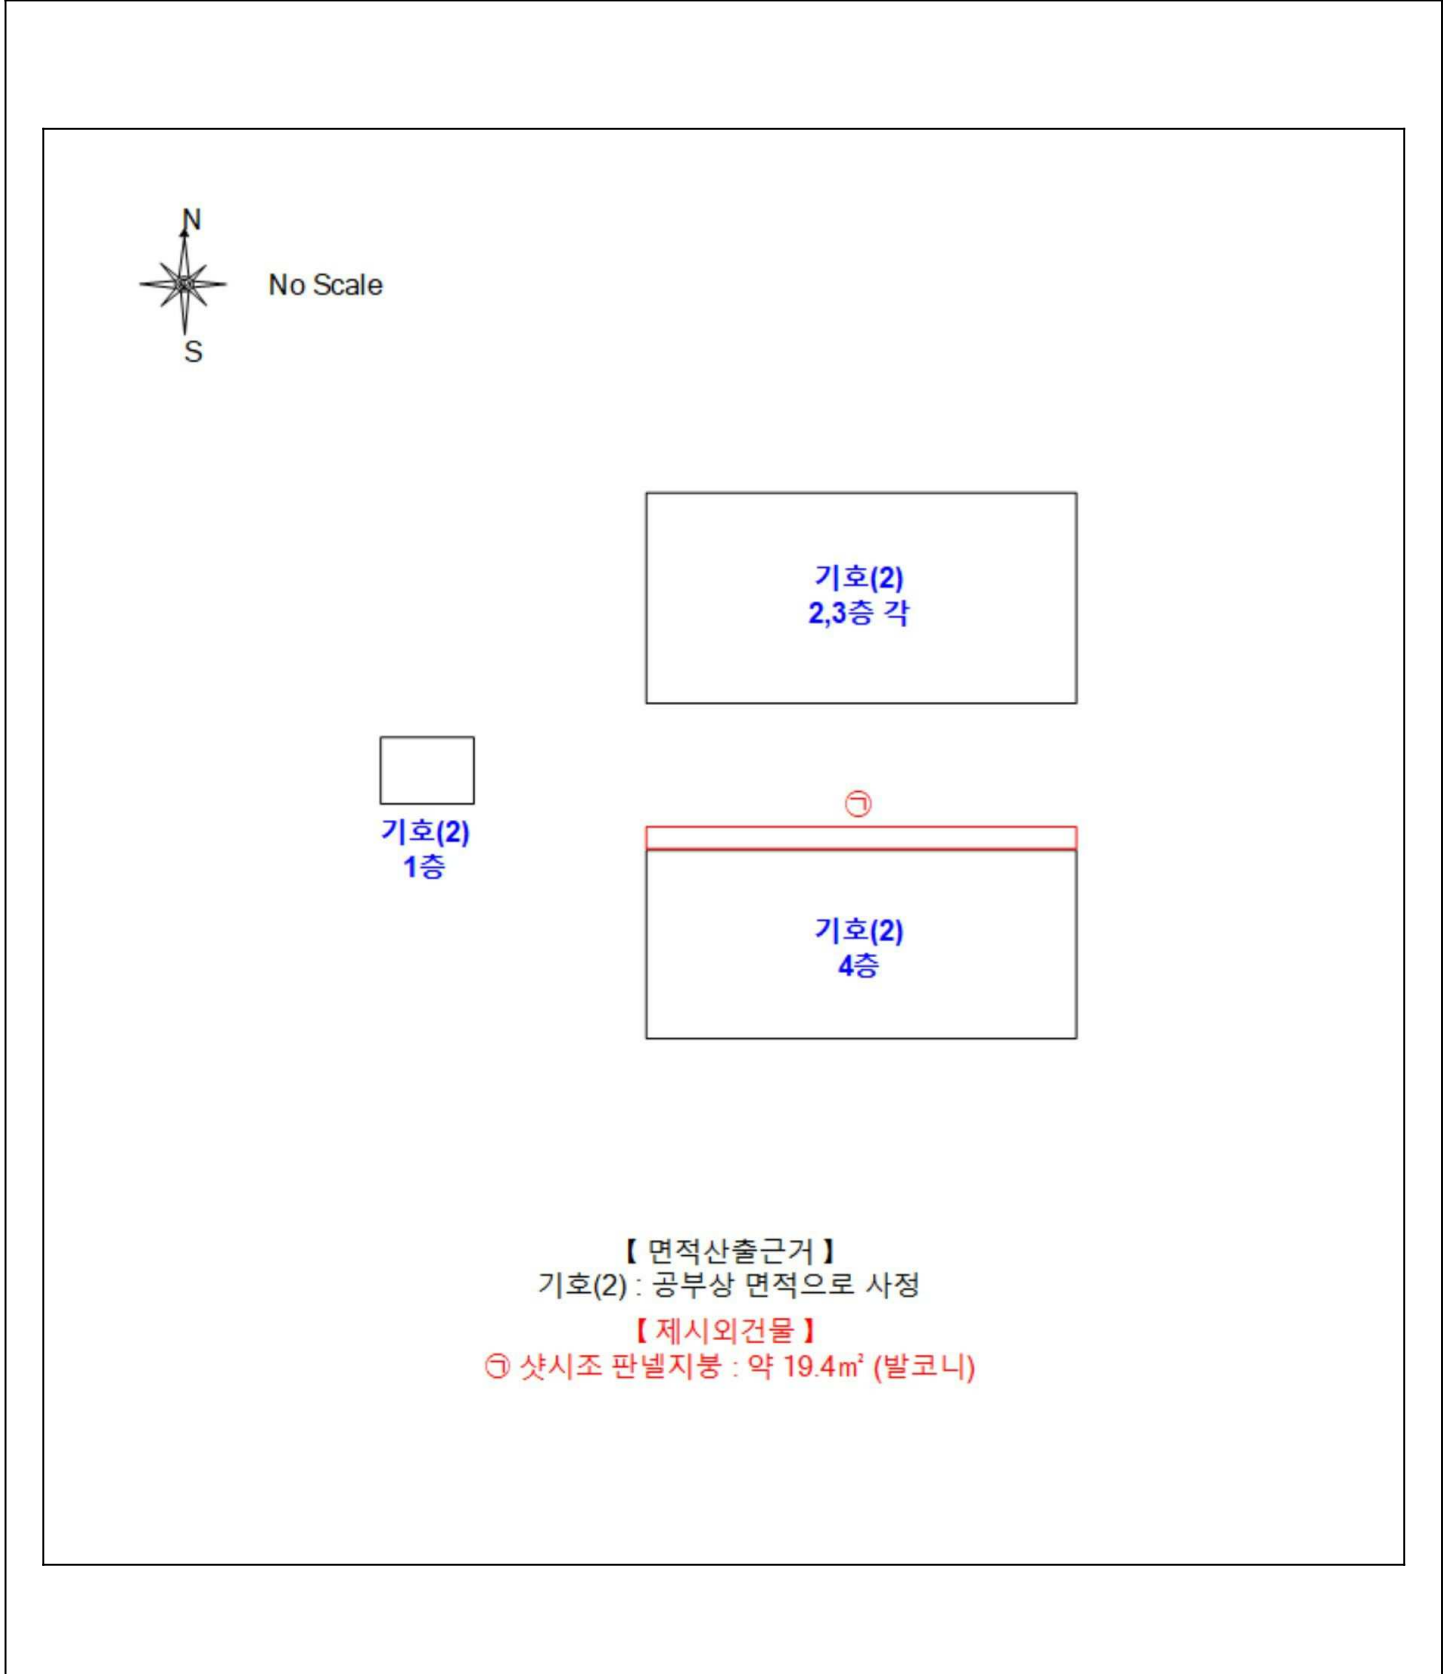 N
No Scale
S
기호(2)
2,3층 각
기호(2)
1층
㉠
기호(2)
4층
【 면적산출근거 】
기호(2) : 공부상 면적으로 사정
【 제시외건물 】
㉠ 샷시조 판넬지붕 : 약 19.4㎡ (발코니)